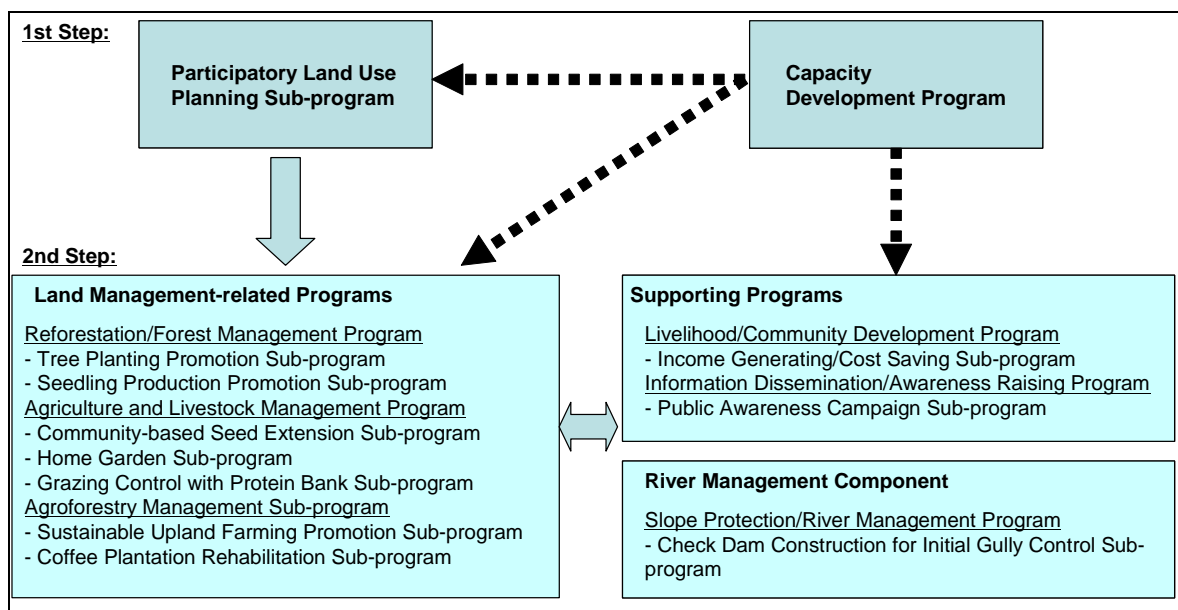 1st Step:
Participatory Land Use
Planning Sub-program
Capacity
Development Program
2nd Step:
Land Management-related Programs
Reforestation/Forest Management Program
- Tree Planting Promotion Sub-program
- Seedling Production Promotion Sub-program
Agriculture and Livestock Management Program
- Community-based Seed Extension Sub-program
- Home Garden Sub-program
- Grazing Control with Protein Bank Sub-program
Agroforestry Management Sub-program
- Sustainable Upland Farming Promotion Sub-program
- Coffee Plantation Rehabilitation Sub-program
Supporting Programs
Livelihood/Community Development Program
- Income Generating/Cost Saving Sub-program
Information Dissemination/Awareness Raising Program
- Public Awareness Campaign Sub-program
River Management Component
Slope Protection/River Management Program
- Check Dam Construction for Initial Gully Control Sub-
program